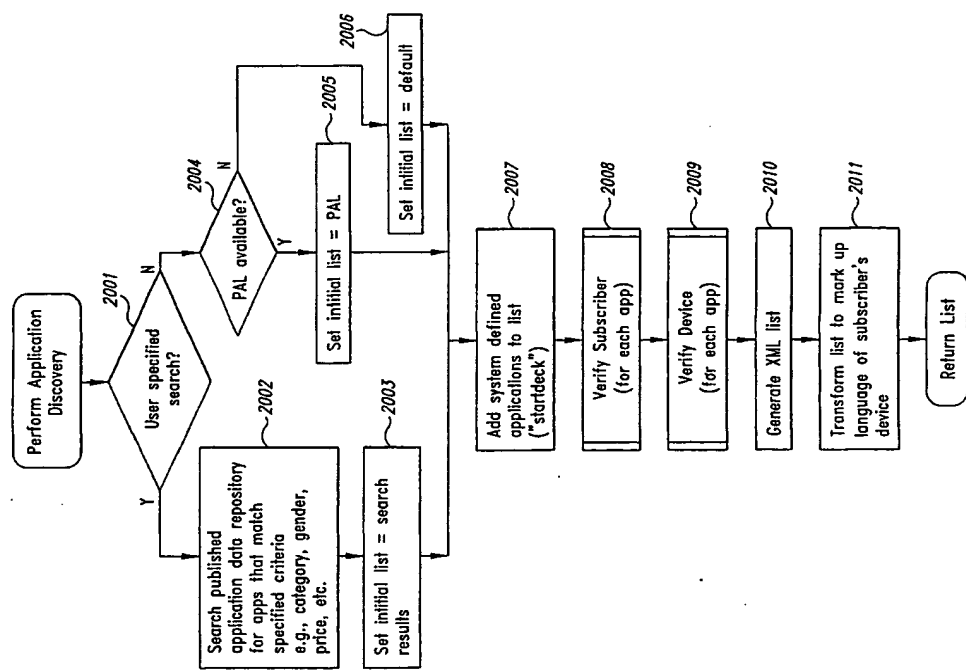 Perform Application
Discovery
2001
User specified
search?
Y
N
2002
Search published
application data repository
for apps that match
specified criteria
e.g., category, gender,
price, etc.
2003
Set intitial list = search
results
2004
PAL available?
N
Y
2005
Set intitial list = PAL
2006
Set intitial list = default
2007
Add system defined
applications to list
("startdeck")
2008
Verify Subscriber
(for each app)
2009
Verify Device
(for each app)
2010
Generate XML list
2011
Transform list to mark up
language of subscriber's
device
Return List